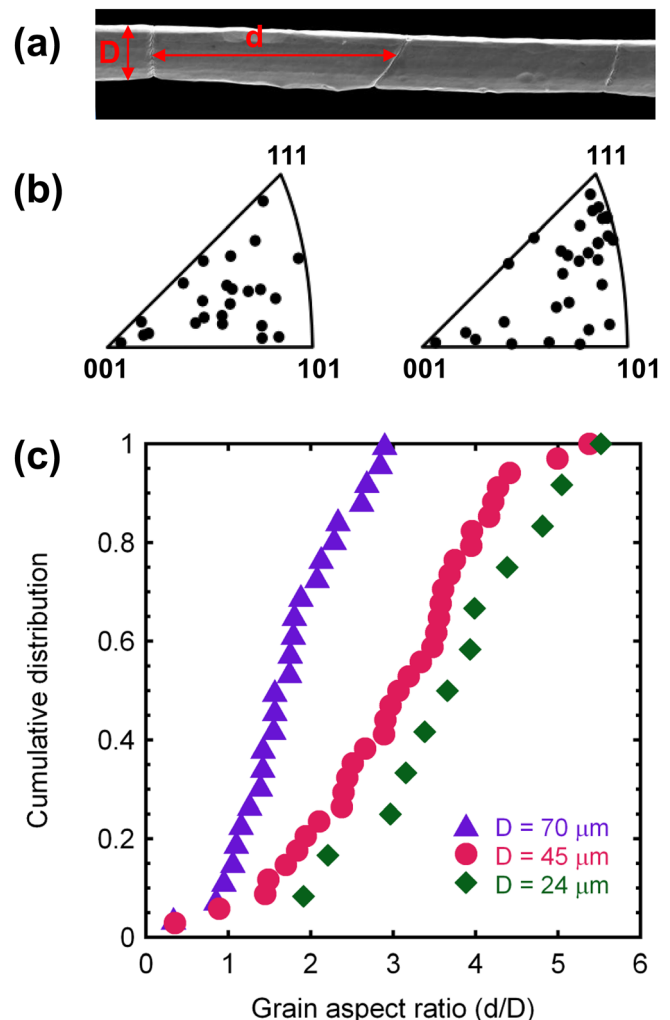 (a)
D
d
(b)
111
001
101
111
001
101
(c)
Cumulative distribution
1
0.8
0.6
0.4
0.2
0
0
1
2
3
4
5
6
D = 70 μm
D = 45 μm
D = 24 μm
Grain aspect ratio (d/D)